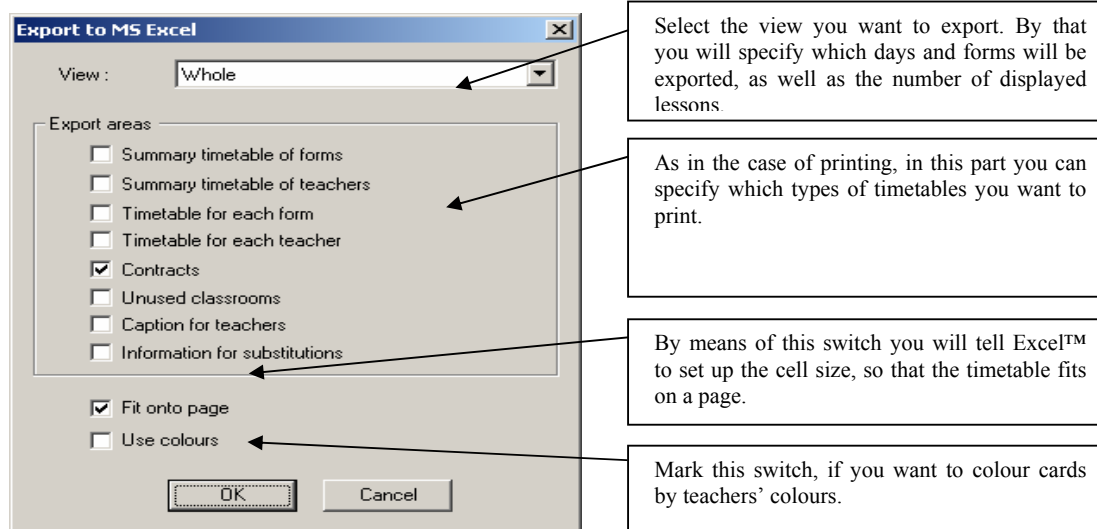 Export to MS Excel
View :
Whole
Export areas
Summary timetable of forms
Summary timetable of teachers
Timetable for each form
Timetable for each teacher
Contracts
Unused classrooms
Caption for teachers
Information for substitutions
Fit onto page
Use colours
OK
Cancel
Select the view you want to export. By that
you will specify which days and forms will be
exported, as well as the number of displayed
lessons.
As in the case of printing, in this part you can
specify which types of timetables you want to
print.
By means of this switch you will tell Excel™
to set up the cell size, so that the timetable fits
on a page.
Mark this switch, if you want to colour cards
by teachers’ colours.